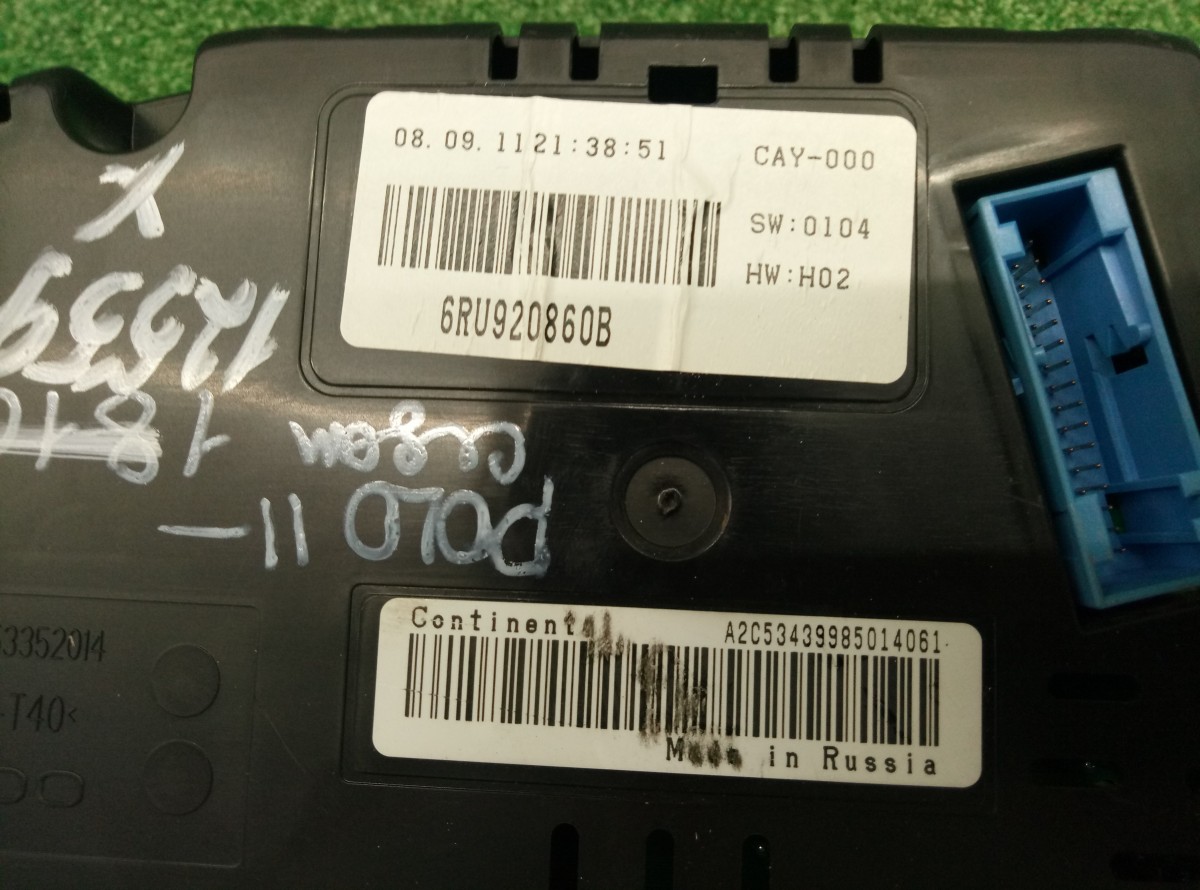 08.09.11 21:38:51
CAY-000
SW:0104
HW:H02
6RU920860B
POLO 11-
седан
12339
X
Continental
A2C53439985014061
Made in Russia
53352014
-T40<